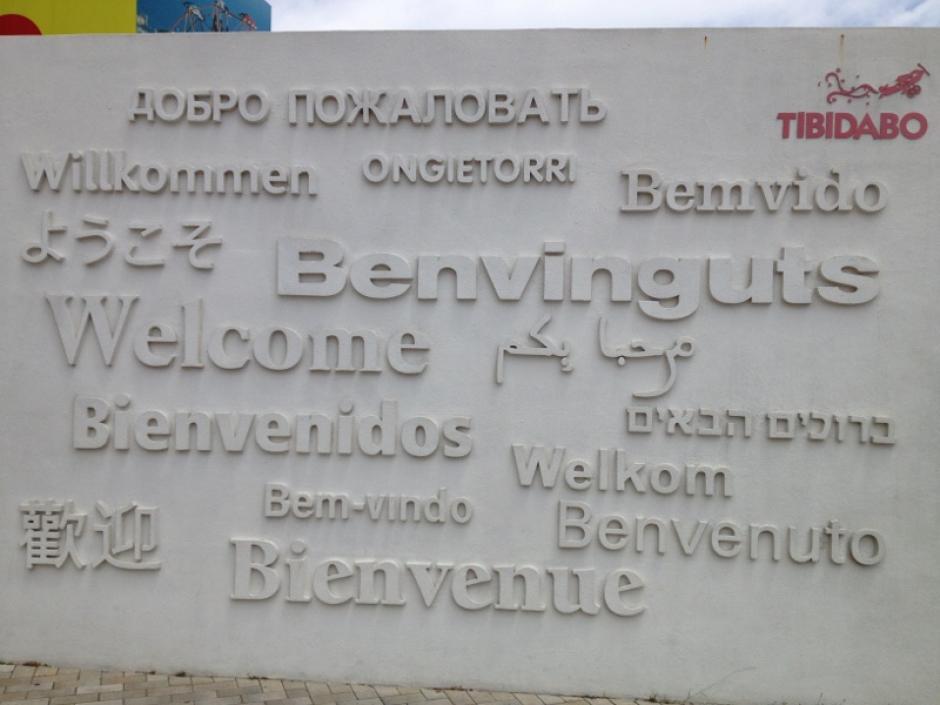 TIBIDABO
ДОБРО ПОЖАЛОВАТЬ
Willkommen
ONGIETORRI
Bemvido
ようこそ
Benvinguts
Welcome
مرحبا بكم
Bienvenidos
ברולים הבאים
Welkom
Bem-vindo
歡迎
Benvenuto
Bienvenue